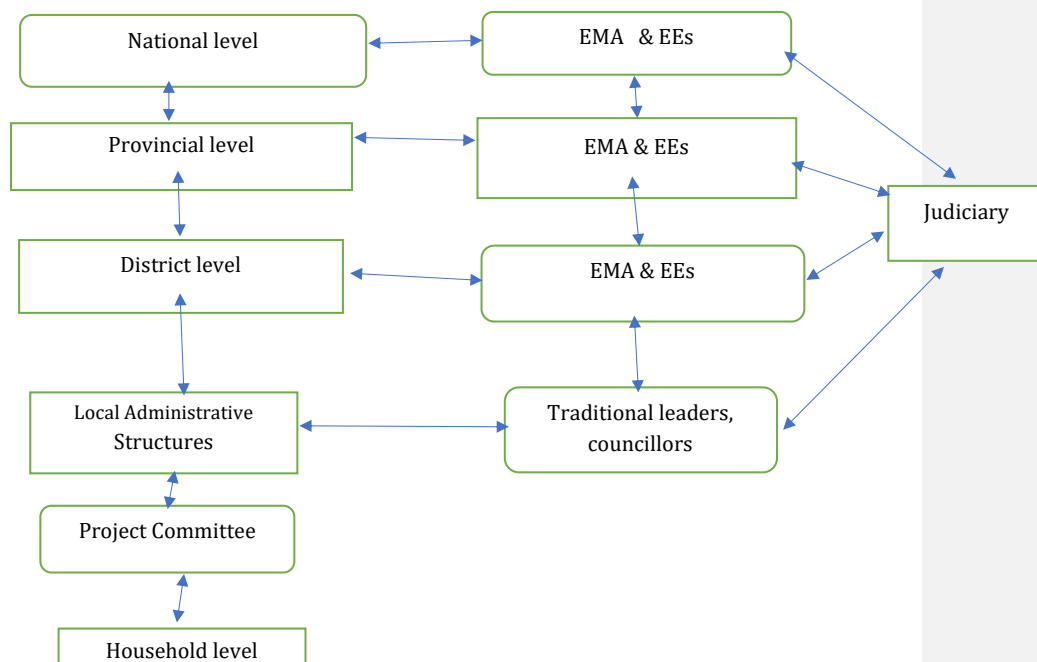 National level
EMA & EEs
Provincial level
EMA & EEs
Judiciary
District level
EMA & EEs
Local Administrative
Structures
Traditional leaders,
councillors
Project Committee
Household level